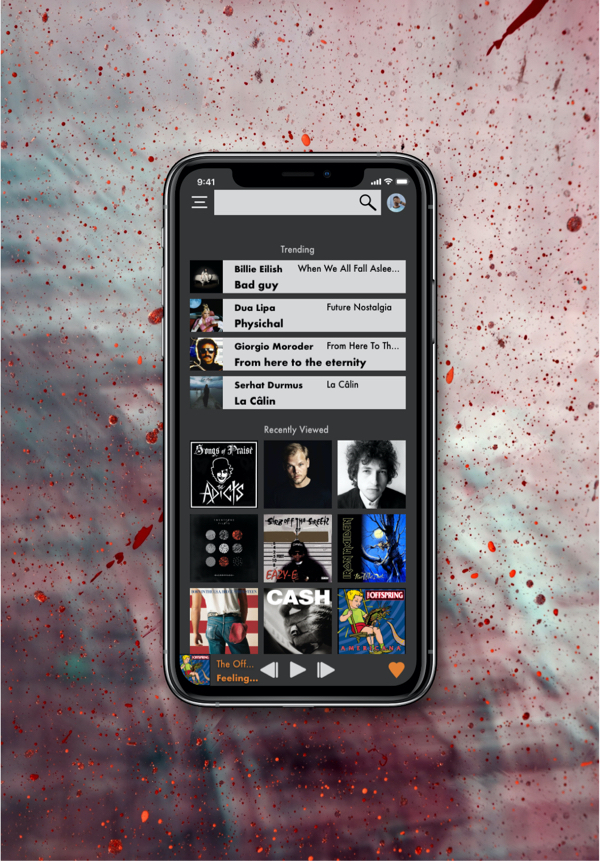 9:41
Trending
Billie Eilish When We All Fall Aslee...
Bad guy
Dua Lipa Future Nostalgia
Physichal
Giorgio Moroder From Here To Th...
From here to the eternity
Serhat Durmus La Câlin
La Câlin
Recently Viewed
Songs of Praise
THE
ADICTS
EAZY-E
IRON MAIDEN
CASH
THE OFFSPRING
AMERICANA
The Off...
Feeling...